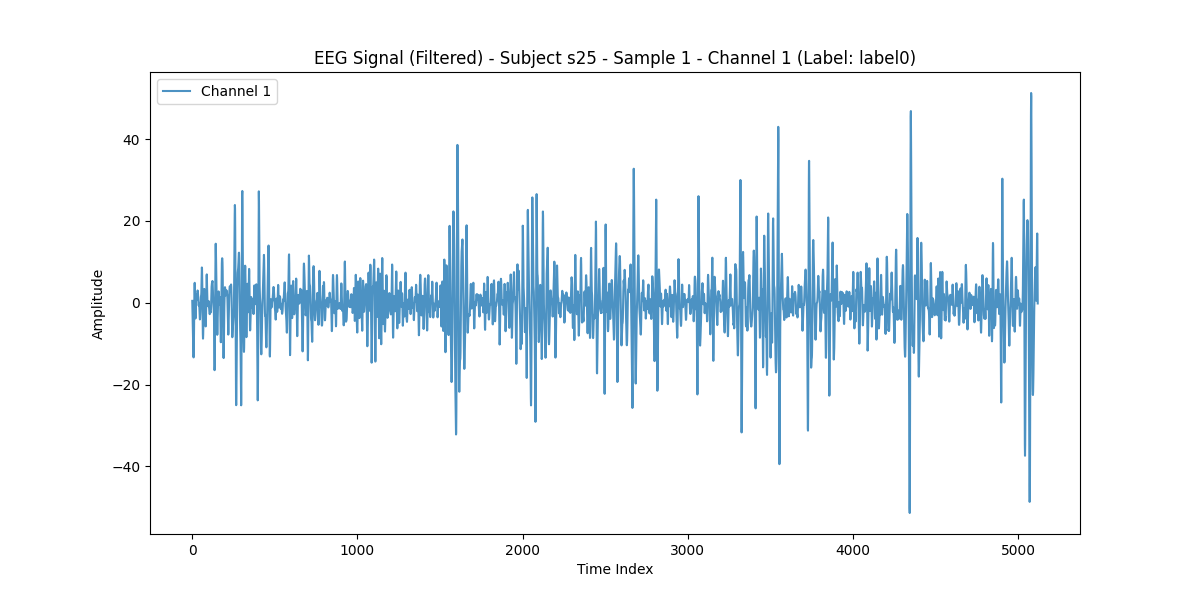 EEG Signal (Filtered) - Subject s25 - Sample 1 - Channel 1 (Label: label0)
Channel 1
40
20
0
−20
−40
Amplitude
0 1000 2000 3000 4000 5000
Time Index